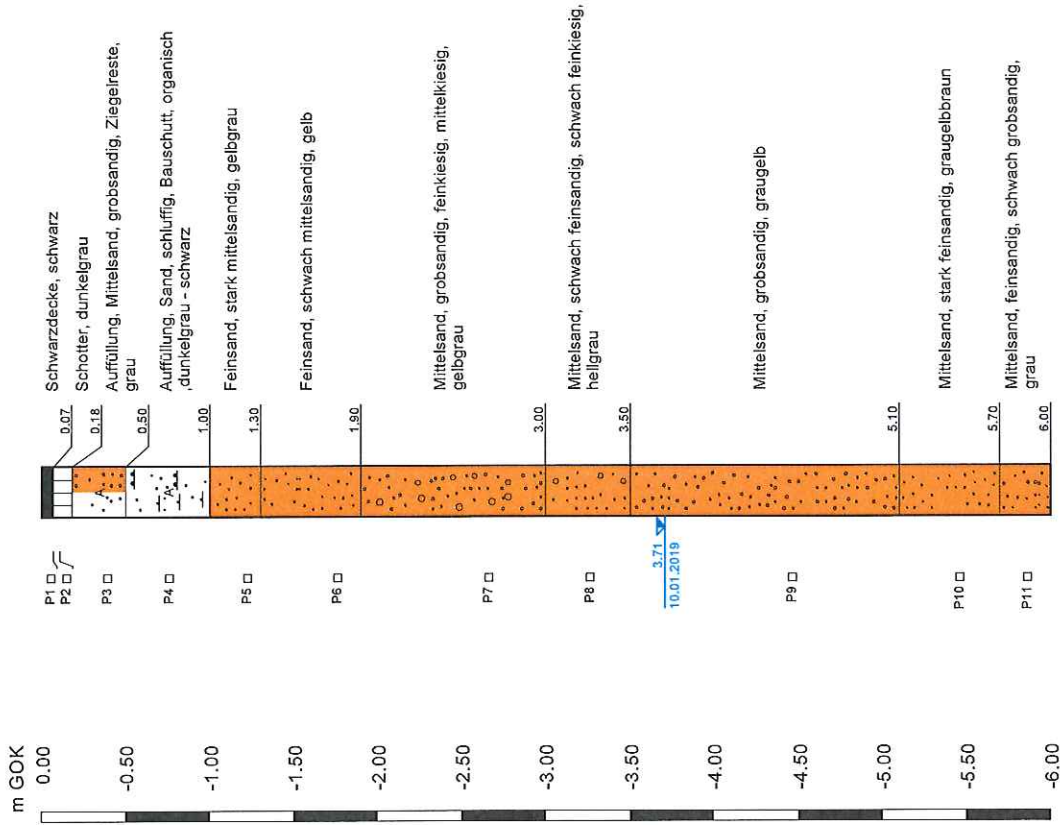 m GOK
0.00
-0.50
-1.00
-1.50
-2.00
-2.50
-3.00
-3.50
-4.00
-4.50
-5.00
-5.50
-6.00
P1
P2
P3
P4
P5
P6
P7
P8
P9
P10
P11
3.71
10.01.2019
A
A
0.07
0.18
0.50
1.00
1.30
1.90
3.00
3.50
5.10
5.70
6.00
Schwarzdecke, schwarz
Schotter, dunkelgrau
Auffüllung, Mittelsand, grobsandig, Ziegelreste,
grau
Auffüllung, Sand, schluffig, Bauschutt, organisch
,dunkelgrau - schwarz
Feinsand, stark mittelsandig, gelbgrau
Feinsand, schwach mittelsandig, gelb
Mittelsand, grobsandig, feinkiesig, mittelkiesig,
gelbgrau
Mittelsand, schwach feinsandig, schwach feinkiesig,
hellgrau
Mittelsand, grobsandig, graugelb
Mittelsand, stark feinsandig, graugelbbraun
Mittelsand, feinsandig, schwach grobsandig,
grau